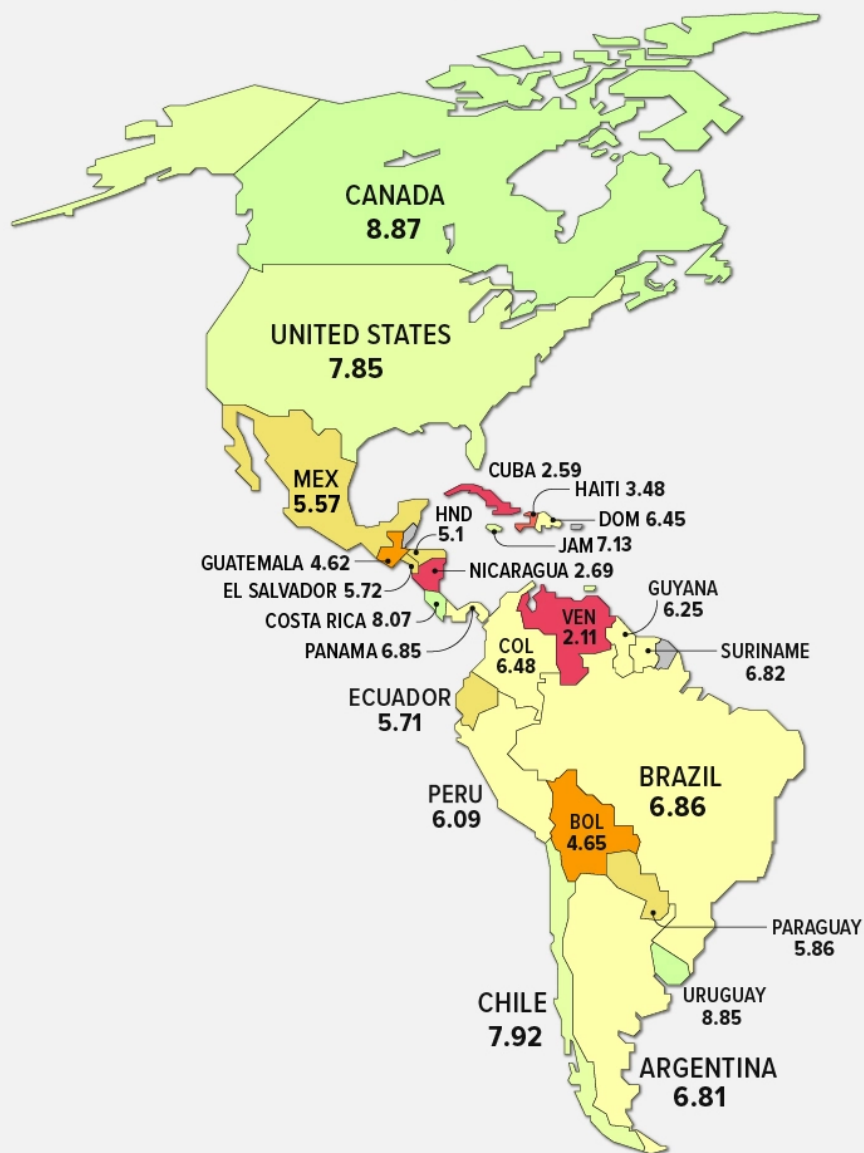 CANADA
8.87
UNITED STATES
7.85
MEX
5.57
CUBA 2.59
HAITI 3.48
DOM 6.45
JAM 7.13
HND
5.1
GUATEMALA 4.62
EL SALVADOR 5.72
NICARAGUA 2.69
COSTA RICA 8.07
PANAMA 6.85
VEN
2.11
GUYANA
6.25
COL
6.48
SURINAME
6.82
ECUADOR
5.71
BRAZIL
6.86
PERU
6.09
BOL
4.65
PARAGUAY
5.86
URUGUAY
8.85
CHILE
7.92
ARGENTINA
6.81